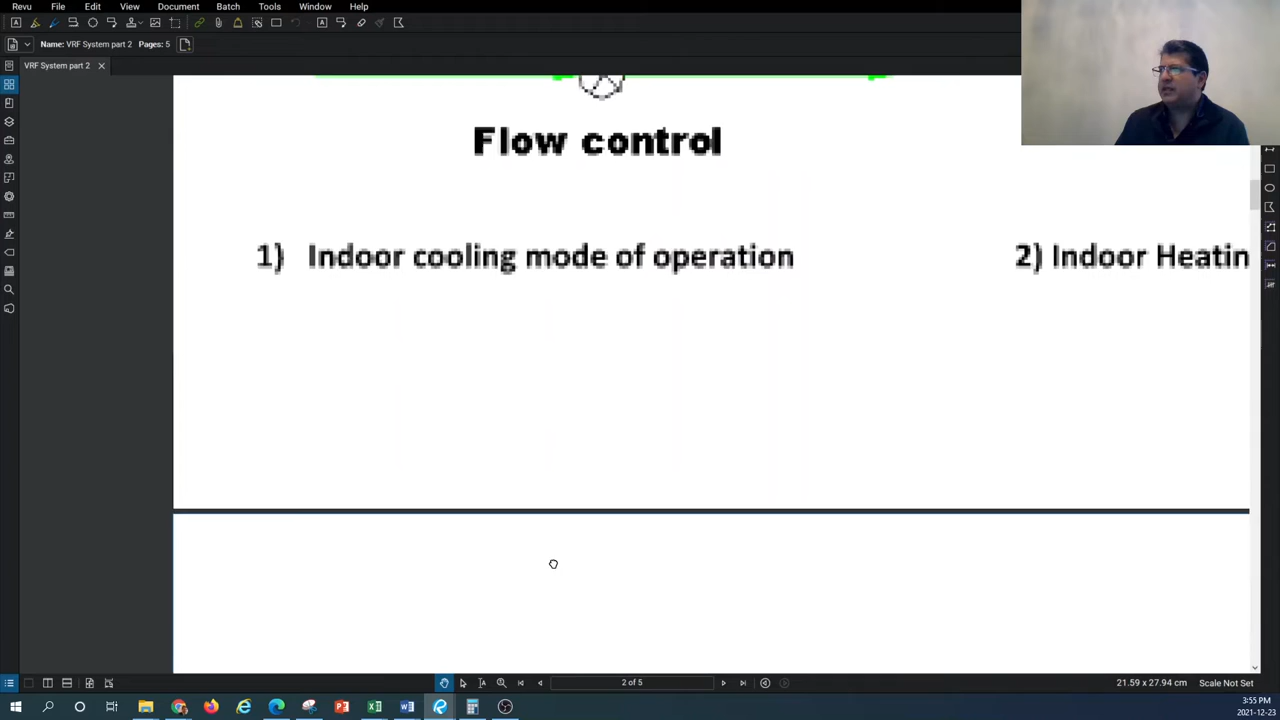 Revu File Edit View Document Batch Tools Window Help
Name: VRF System part 2 Pages: 5
VRF System part 2
Flow control
1) Indoor cooling mode of operation
2) Indoor Heatin
2 of 5
21.59 x 27.94 cm Scale Not Set
3:55 PM
2021-12-23